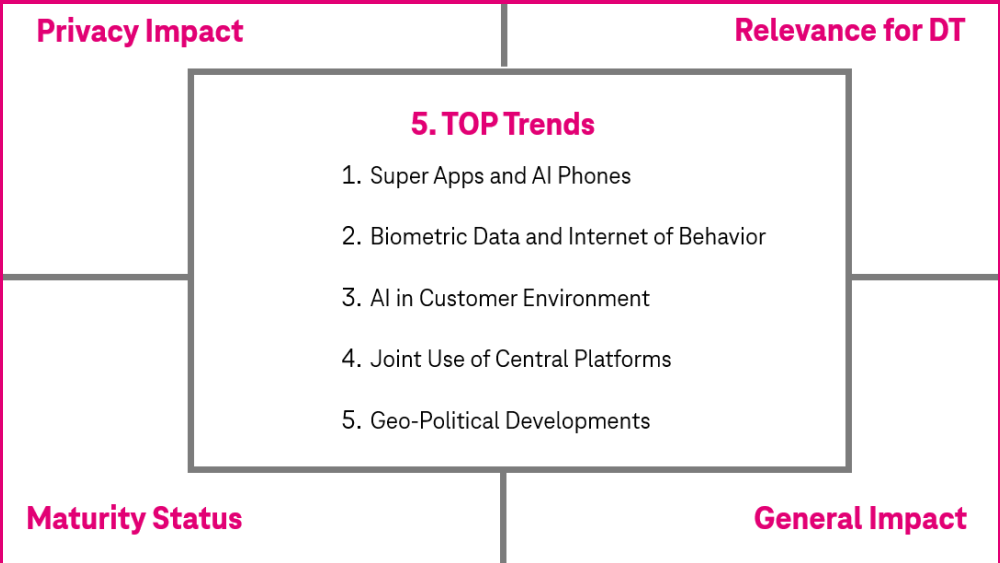 Privacy Impact
Relevance for DT
5. TOP Trends
1. Super Apps and AI Phones
2. Biometric Data and Internet of Behavior
3. AI in Customer Environment
4. Joint Use of Central Platforms
5. Geo-Political Developments
Maturity Status
General Impact